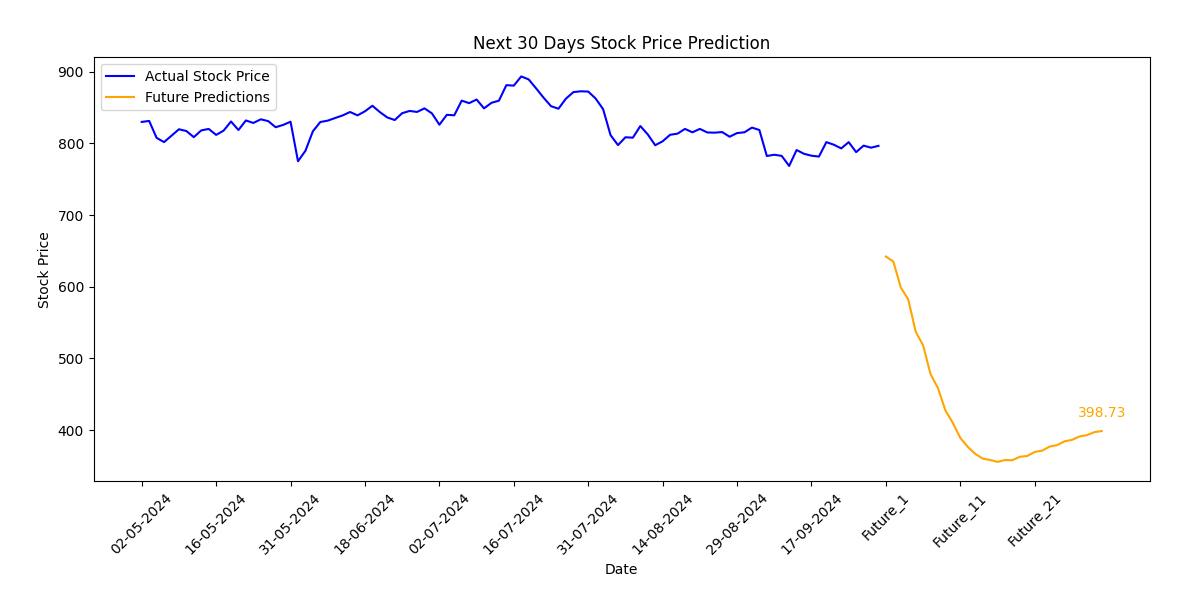 Next 30 Days Stock Price Prediction
Actual Stock Price
Future Predictions
Stock Price
900
800
700
600
500
400
398.73
02-05-2024
16-05-2024
31-05-2024
18-06-2024
02-07-2024
16-07-2024
31-07-2024
14-08-2024
29-08-2024
17-09-2024
Future_1
Future_11
Future_21
Date